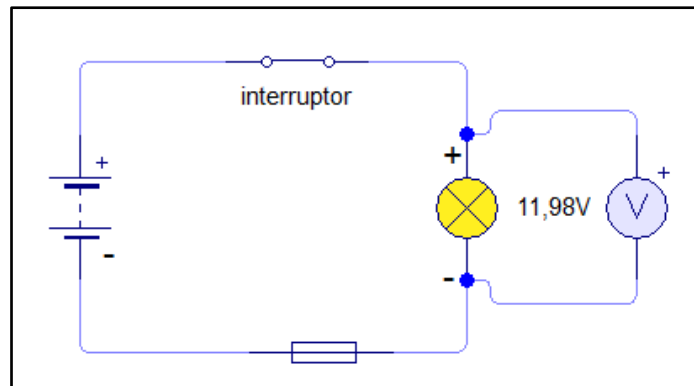 interruptor
+
+
11,98V
+
V
-
-